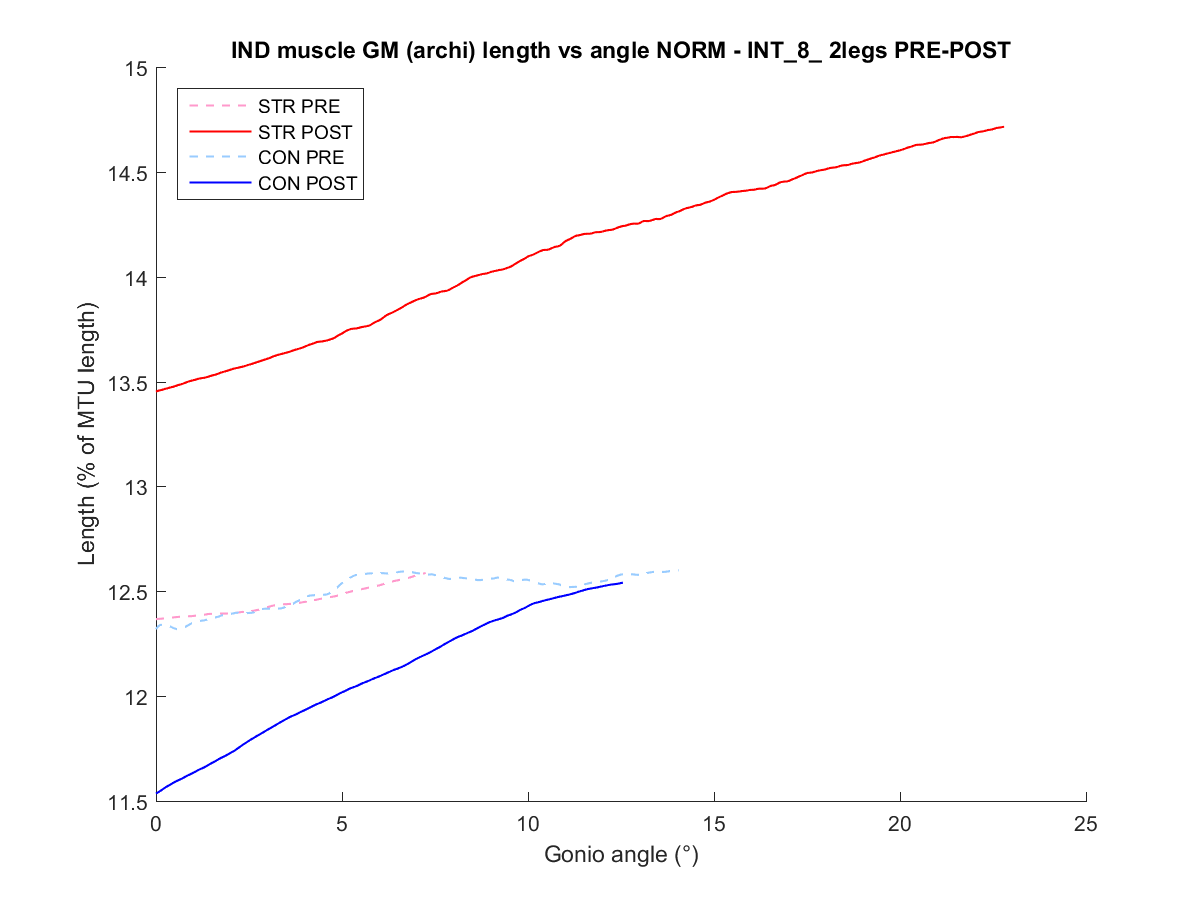 IND muscle GM (archi) length vs angle NORM - INT_8_ 2legs PRE-POST
STR PRE
STR POST
CON PRE
CON POST
Length (% of MTU length)
15
14.5
14
13.5
13
12.5
12
11.5
0
5
10
15
20
25
Gonio angle (°)